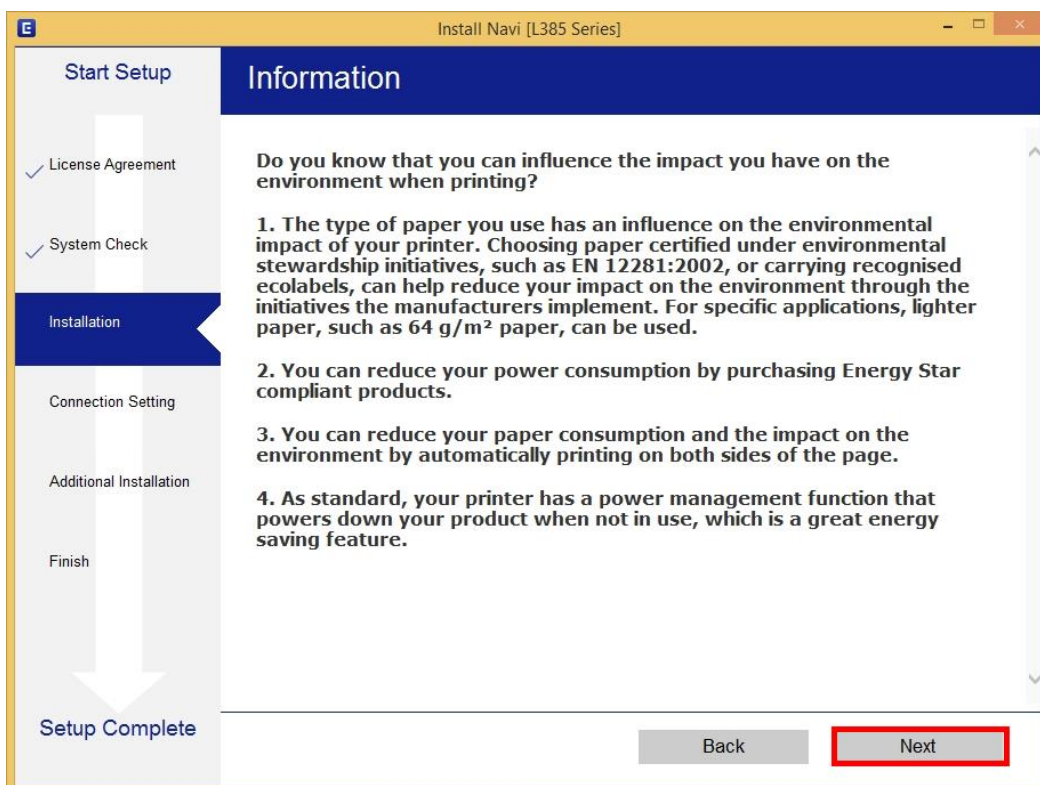 E
Install Navi [L385 Series]
Start Setup
Information
License Agreement
System Check
Installation
Connection Setting
Additional Installation
Finish
Setup Complete
Do you know that you can influence the impact you have on the
environment when printing?
1. The type of paper you use has an influence on the environmental
impact of your printer. Choosing paper certified under environmental
stewardship initiatives, such as EN 12281:2002, or carrying recognised
ecolabels, can help reduce your impact on the environment through the
initiatives the manufacturers implement. For specific applications, lighter
paper, such as 64 g/m² paper, can be used.
2. You can reduce your power consumption by purchasing Energy Star
compliant products.
3. You can reduce your paper consumption and the impact on the
environment by automatically printing on both sides of the page.
4. As standard, your printer has a power management function that
powers down your product when not in use, which is a great energy
saving feature.
Back
Next